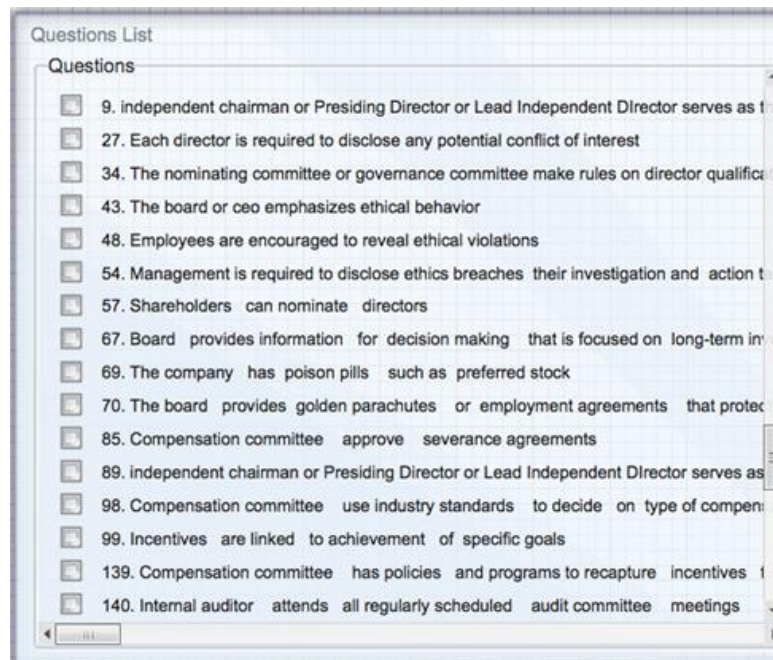 Questions List
Questions
9. independent chairman or Presiding Director or Lead Independent DIrector serves as
27. Each director is required to disclose any potential conflict of interest
34. The nominating committee or governance committee make rules on director
43. The board or ceo emphasizes ethical behavior
48. Employees are encouraged to reveal ethical violations
54. Management is required to disclose ethics breaches their investigation and action
57. Shareholders can nominate directors
67. Board provides information for decision making that is focused on long-term
69. The company has poison pills such as preferred stock
70. The board provides golden parachutes or employment agreements that
85. Compensation committee approve severance agreements
89. independent chairman or Presiding Director or Lead Independent DIrector serves as
98. Compensation committee use industry standards to decide on type of
99. Incentives are linked to achievement of specific goals
139. Compensation committee has policies and programs to recapture incentives
140. Internal auditor attends all regularly scheduled audit committee meetings